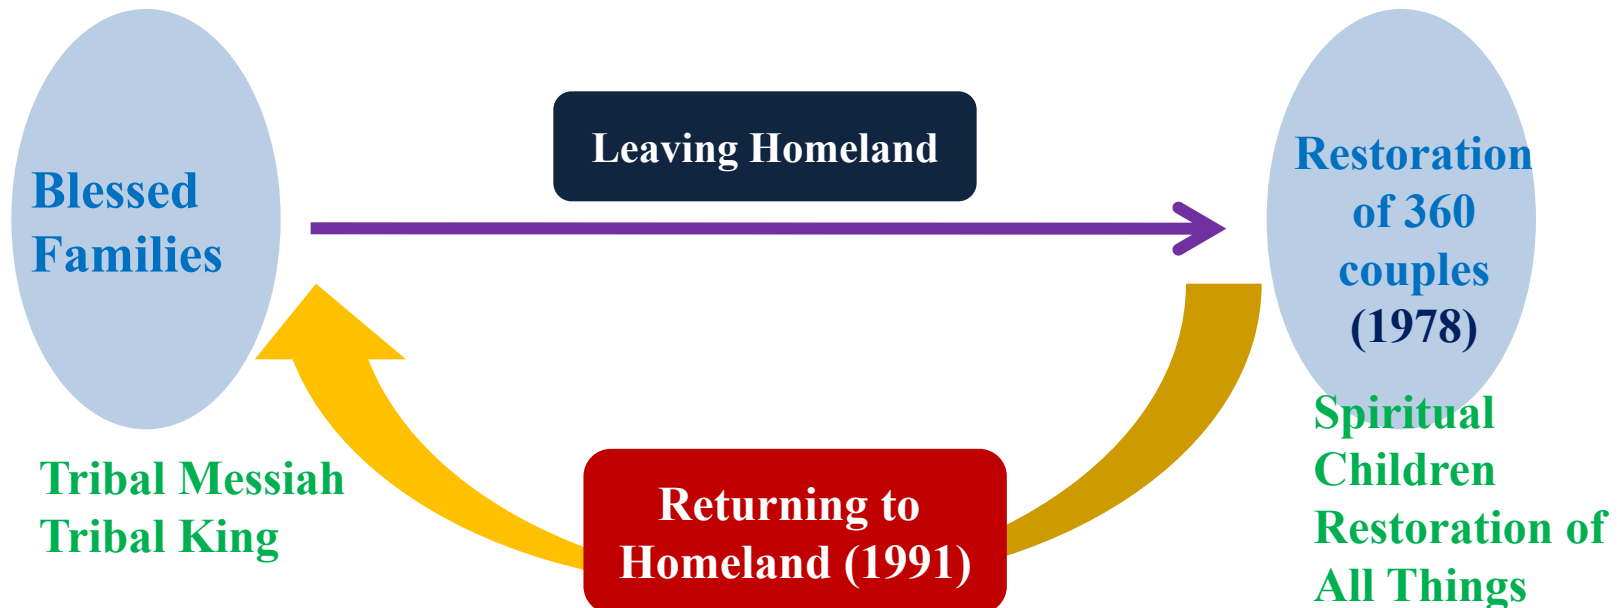 Blessed
Families
Leaving Homeland
Restoration
of 360
couples
(1978)
Tribal Messiah
Tribal King
Returning to
Homeland (1991)
Spiritual
Children
Restoration of
All Things